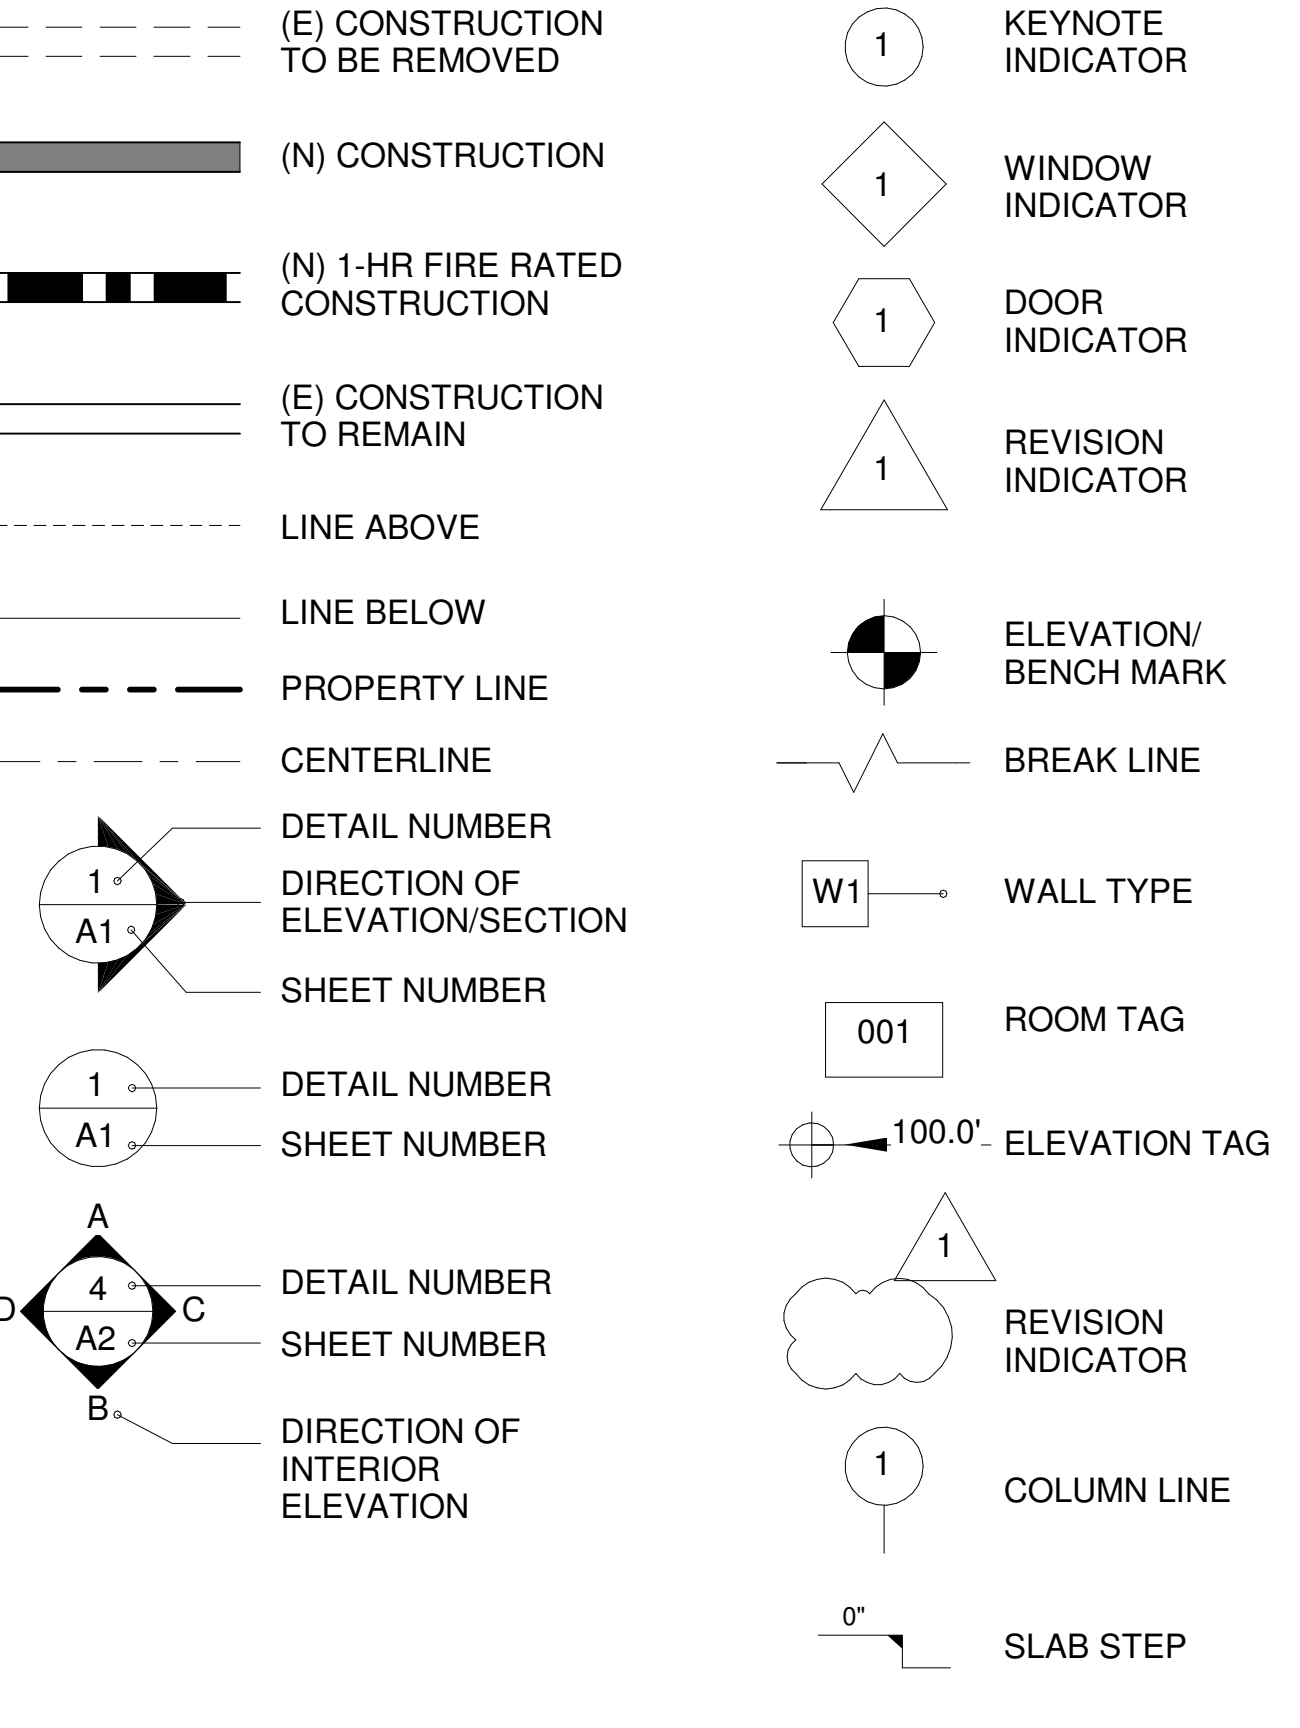 (E) CONSTRUCTION
TO BE REMOVED
(N) CONSTRUCTION
(N) 1-HR FIRE RATED
CONSTRUCTION
(E) CONSTRUCTION
TO REMAIN
LINE ABOVE
LINE BELOW
PROPERTY LINE
CENTERLINE
1
DETAIL NUMBER
DIRECTION OF
ELEVATION/SECTION
A1
SHEET NUMBER
1
DETAIL NUMBER
A1
SHEET NUMBER
A
4
DETAIL NUMBER
D
C
A2
SHEET NUMBER
B
DIRECTION OF
INTERIOR
ELEVATION
1
KEYNOTE
INDICATOR
1
WINDOW
INDICATOR
1
DOOR
INDICATOR
1
REVISION
INDICATOR
ELEVATION/
BENCH MARK
BREAK LINE
W1
WALL TYPE
001
ROOM TAG
100.0'
ELEVATION TAG
1
REVISION
INDICATOR
1
COLUMN LINE
0"
SLAB STEP